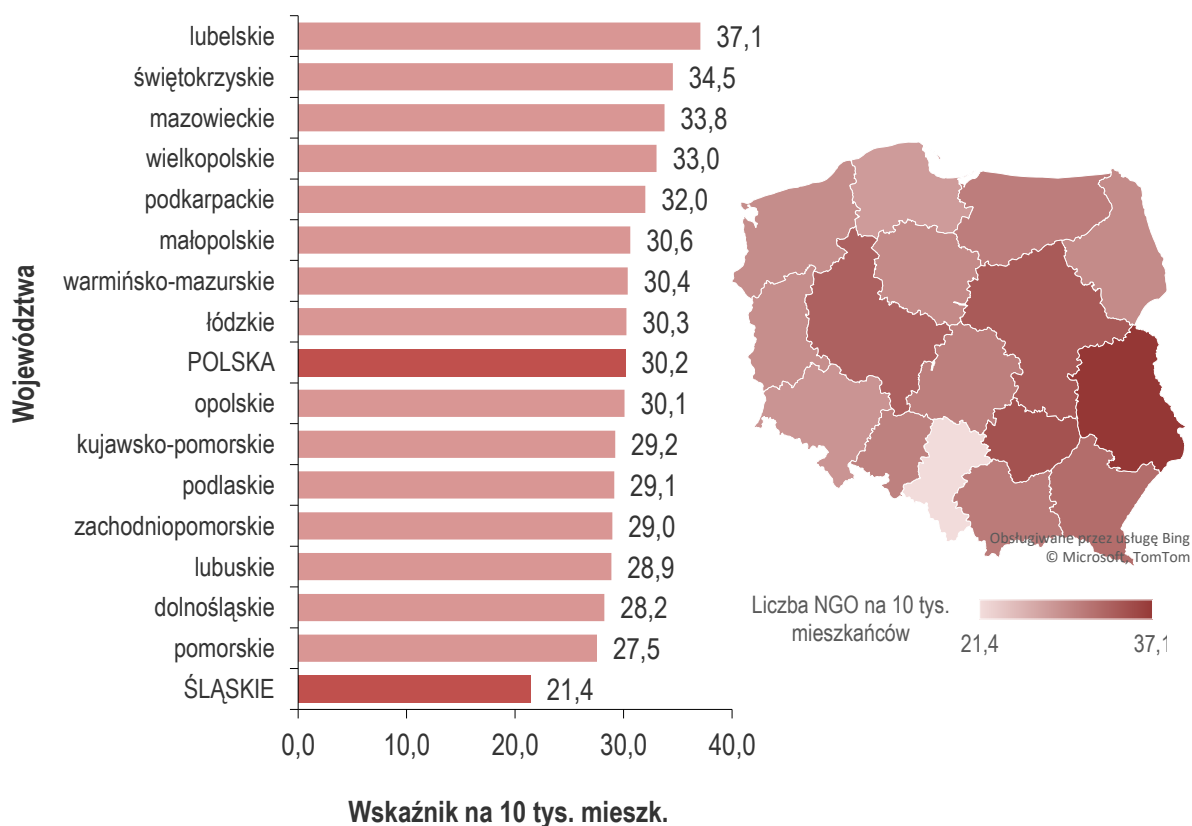 Województwa
lubelskie 37,1
świętokrzyskie 34,5
mazowieckie 33,8
wielkopolskie 33,0
podkarpackie 32,0
małopolskie 30,6
warmińsko-mazurskie 30,4
łódzkie 30,3
POLSKA 30,2
opolskie 30,1
kujawsko-pomorskie 29,2
podlaskie 29,1
zachodniopomorskie 29,0
lubuskie 28,9
dolnośląskie 28,2
pomorskie 27,5
ŚLĄSKIE 21,4
0,0 10,0 20,0 30,0 40,0
Wskaźnik na 10 tys. mieszk.
Obsługiwane przez usługę Bing
© Microsoft, TomTom
Liczba NGO na 10 tys.
mieszkańców
21,4 37,1